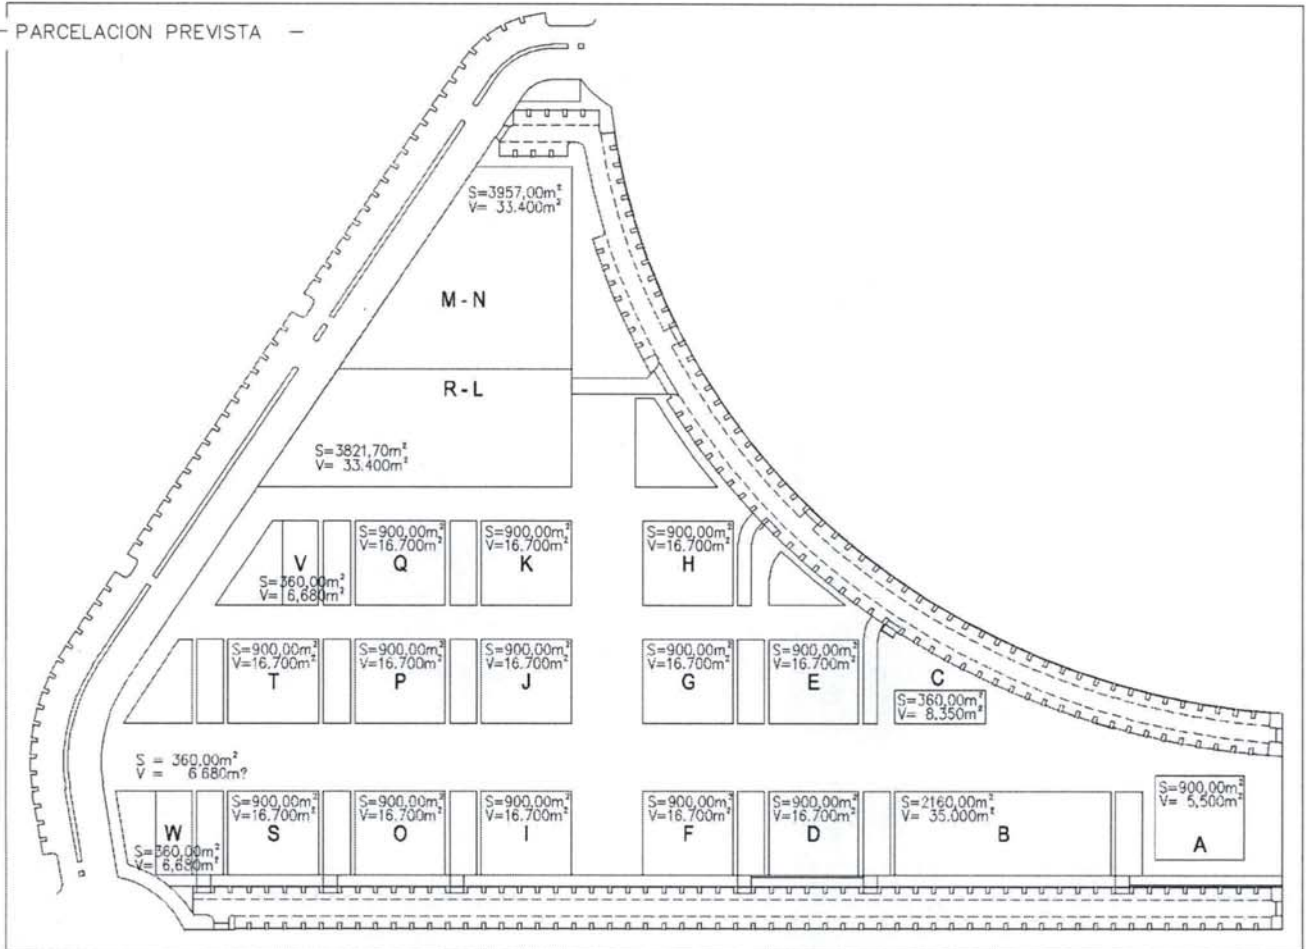 — PARCELACION PREVISTA —
S=3957,00m²
V= 33.400m²
M-N
R-L
S=3821,70m²
V= 33.400m²
V
S=360,00m²
V= 6,680m²
S=900,00m²
V=16.700m²
Q
S=900,00m²
V=16.700m²
K
S=900,00m²
V=16.700m²
H
S=900,00m²
V=16.700m²
T
S=900,00m²
V=16.700m²
P
S=900,00m²
V=16.700m²
J
S=900,00m²
V=16.700m²
G
S=900,00m²
V=16.700m²
E
C
S=360,00m²
V= 8,350m²
S = 360,00m²
V = 6 680m?
W
S=360,00m²
V= 6,680m²
S=900,00m²
V=16.700m²
S
S=900,00m²
V=16.700m²
O
S=900,00m²
V=16.700m²
I
S=900,00m²
V=16.700m²
F
S=900,00m²
V=16.700m²
D
S=2160,00m²
V= 35.000m²
B
S=900,00m²
V= 5,500m²
A